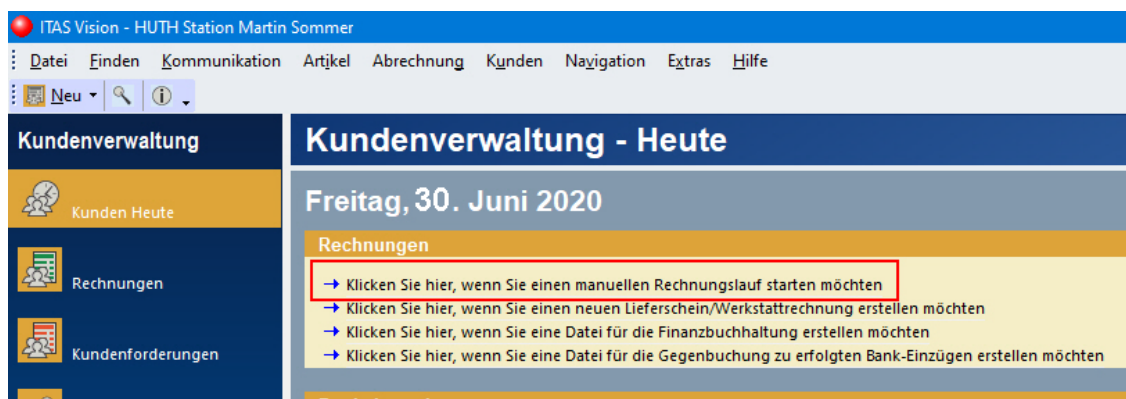 ITAS Vision - HUTH Station Martin Sommer
Datei Finden Kommunikation Artikel Abrechnung Kunden Navigation Extras Hilfe
Neu
Kundenverwaltung
Kundenverwaltung - Heute
Kunden Heute
Freitag, 30. Juni 2020
Rechnungen
Rechnungen
Klicken Sie hier, wenn Sie einen manuellen Rechnungslauf starten möchten
Klicken Sie hier, wenn Sie einen neuen Lieferschein/Werkstattrechnung erstellen möchten
Klicken Sie hier, wenn Sie eine Datei für die Finanzbuchhaltung erstellen möchten
Klicken Sie hier, wenn Sie eine Datei für die Gegenbuchung zu erfolgten Bank-Einzügen erstellen möchten
Kundenforderungen